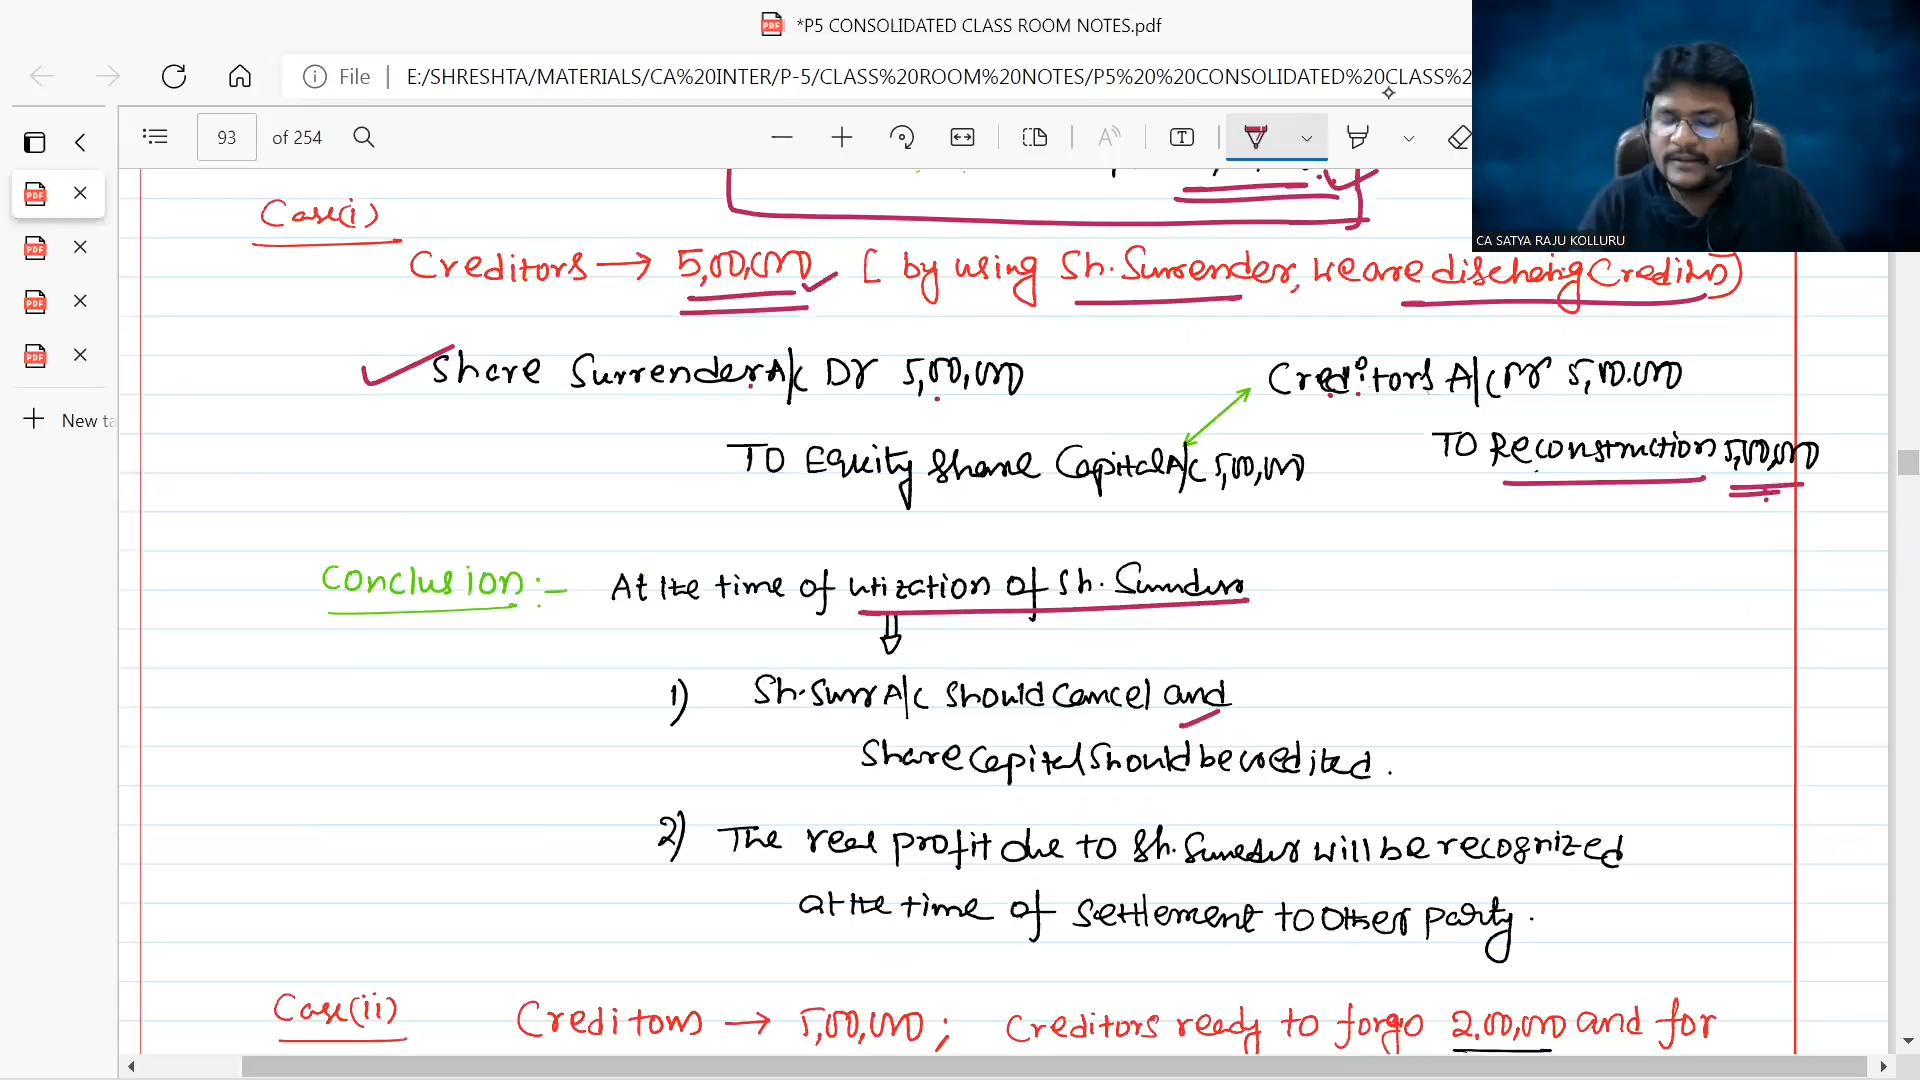 *P5 CONSOLIDATED CLASS ROOM NOTES.pdf
File
E:/SHRESHTA/MATERIALS/CA%20INTER/P-5/CLASS%20ROOM%20NOTES/P5%20%20CONSOLIDATED%20CLASS%2
93 of 254
CA SATYA RAJU KOLLURU
New ta
Case(i)
Creditors → 5,00,000 [ by using Sh. Surrender, we are discharing Creditors)
Share Surrender A/c Dr 5,00,000
Creditors A/c Dr 5,00,000
TO Equity Share Capital A/c 5,00,000
TO Reconstruction 5,00,000
Conclusion:-
At the time of utization of Sh.
1) Sh. Surr A/c Should Cancel and
Share Capital Should be credited.
2) The real profit due to Sh. will be recognized
at the time of Settlement to Other party.
Case(ii)
Creditors → 5,00,000; Creditors ready to forgo 2,00,000 and for